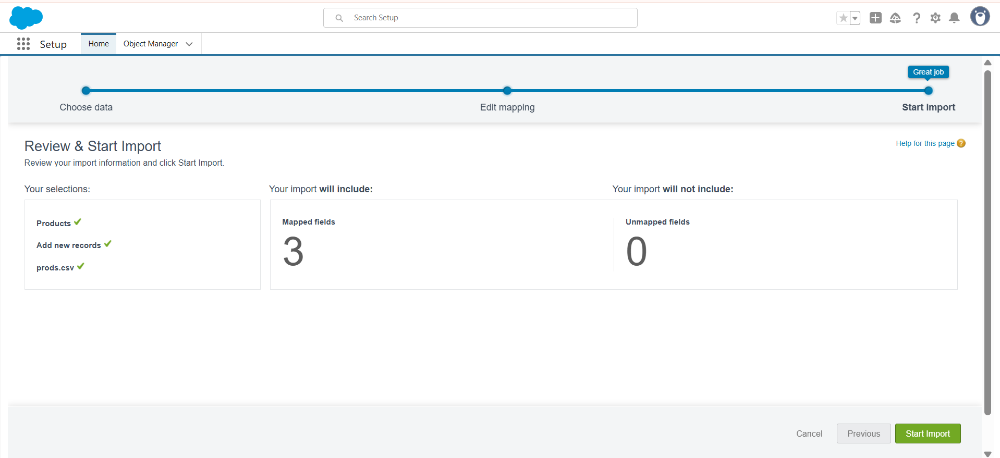 Search Setup
Setup
Home
Object Manager
Great job
Choose data
Edit mapping
Start import
Review & Start Import
Help for this page
Review your import information and click Start Import.
Your selections:
Your import will include:
Your import will not include:
Products
Add new records
prods.csv
Mapped fields
3
Unmapped fields
0
Cancel
Previous
Start Import